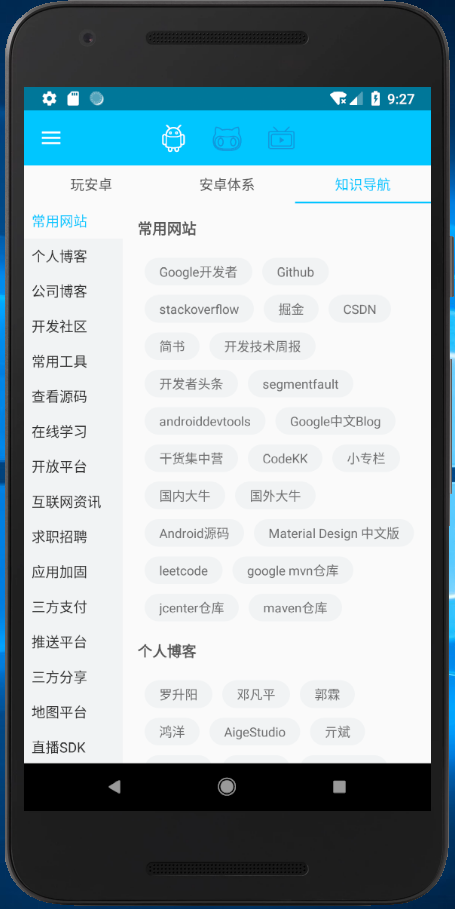 9:27
玩安卓 安卓体系 知识导航
常用网站
个人博客
公司博客
开发社区
常用工具
查看源码
在线学习
开放平台
互联网资讯
求职招聘
应用加固
三方支付
推送平台
三方分享
地图平台
直播SDK
常用网站
Google开发者 Github
stackoverflow 掘金 CSDN
简书 开发技术周报
开发者头条 segmentfault
androiddevtools Google中文Blog
干货集中营 CodeKK 小专栏
国内大牛 国外大牛
Android源码 Material Design 中文版
leetcode google mvn仓库
jcenter仓库 maven仓库
个人博客
罗升阳 邓凡平 郭霖
鸿洋 AigeStudio 亓斌